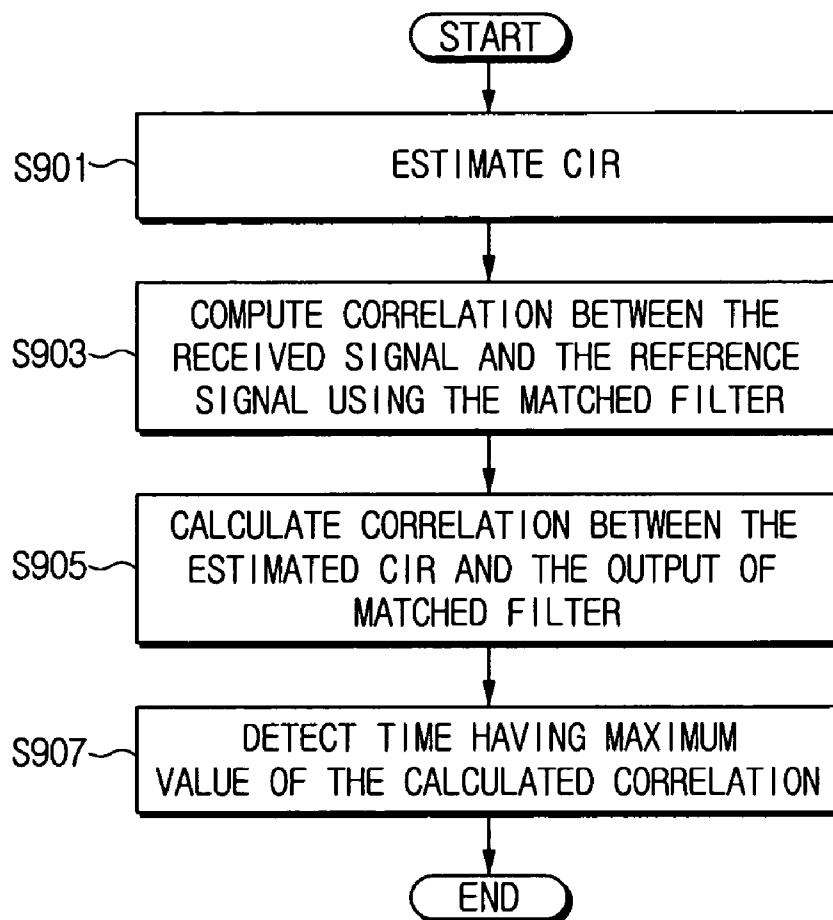 START
S901
ESTIMATE CIR
S903
COMPUTE CORRELATION BETWEEN THE
RECEIVED SIGNAL AND THE REFERENCE
SIGNAL USING THE MATCHED FILTER
S905
CALCULATE CORRELATION BETWEEN THE
ESTIMATED CIR AND THE OUTPUT OF
MATCHED FILTER
S907
DETECT TIME HAVING MAXIMUM
VALUE OF THE CALCULATED CORRELATION
END